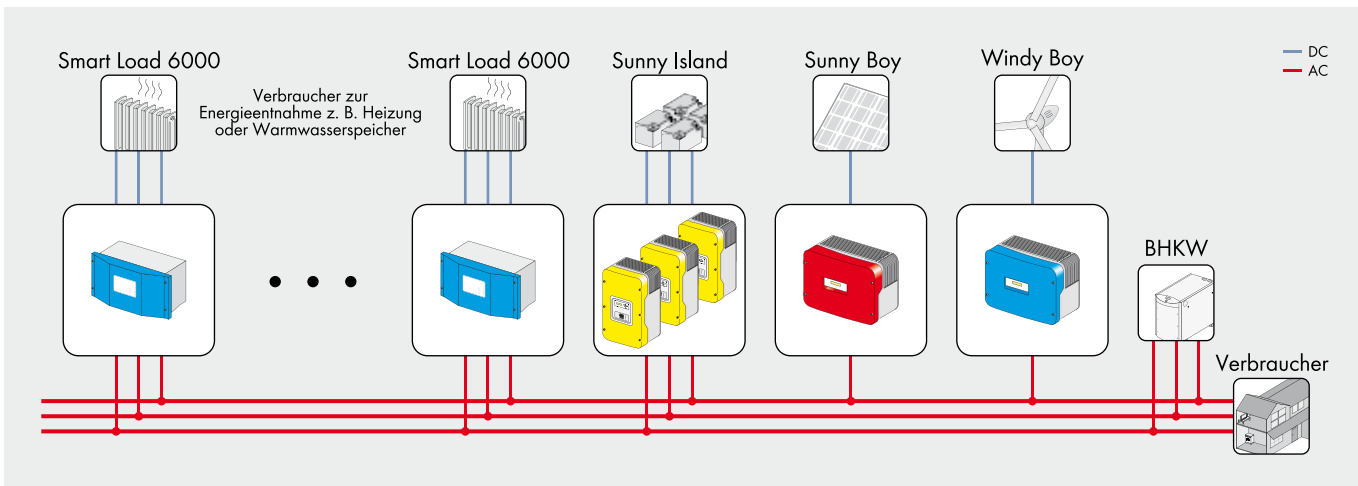 Smart Load 6000
Verbraucher zur
Energieentnahme z. B. Heizung
oder Warmwasserspeicher
Smart Load 6000
Sunny Island
Sunny Boy
Windy Boy
DC
AC
BHKW
Verbraucher